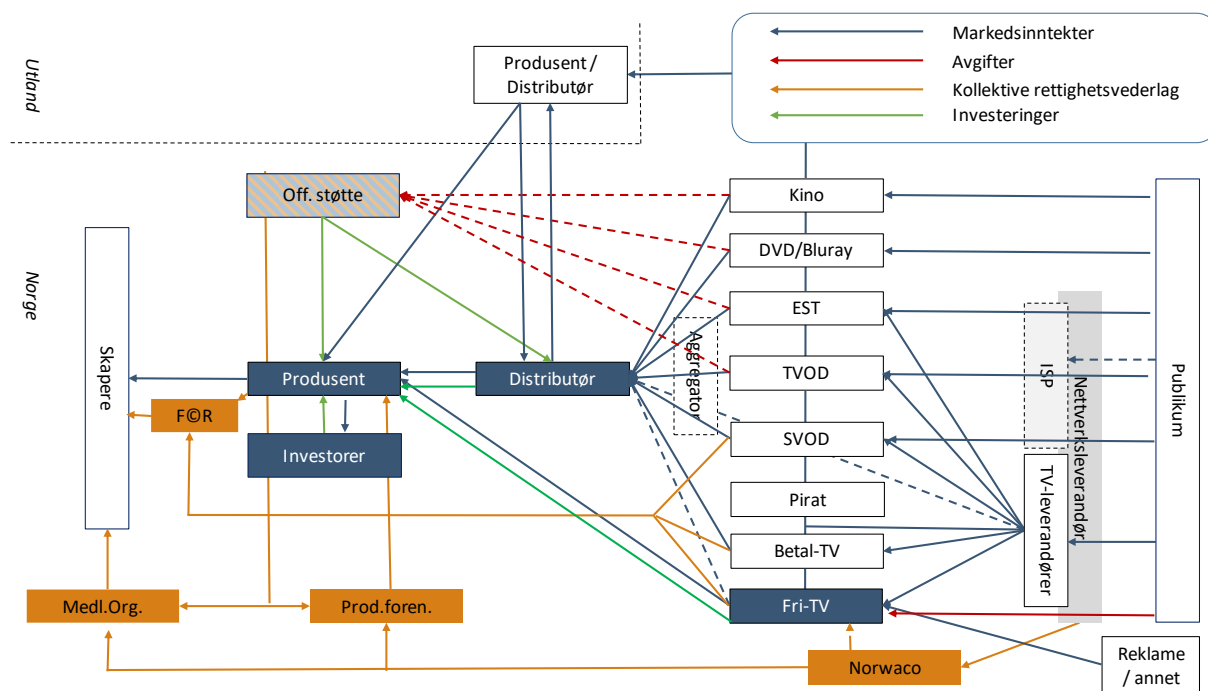 Markedsinntekter
Avgifter
Kollektive rettighetsvederlag
Investeringer
Utland
Produsent /
Distributør
Off. støtte
Kino
DVD/Bluray
EST
TVOD
SVOD
Pirat
Betal-TV
Fri-TV
Norge
Skapere
Produsent
Distributør
Aggregator
F©R
Investorer
ISP
Nettverksleverandør
TV-leverandører
Publikum
Medl.Org.
Prod.foren.
Norwaco
Reklame
/ annet